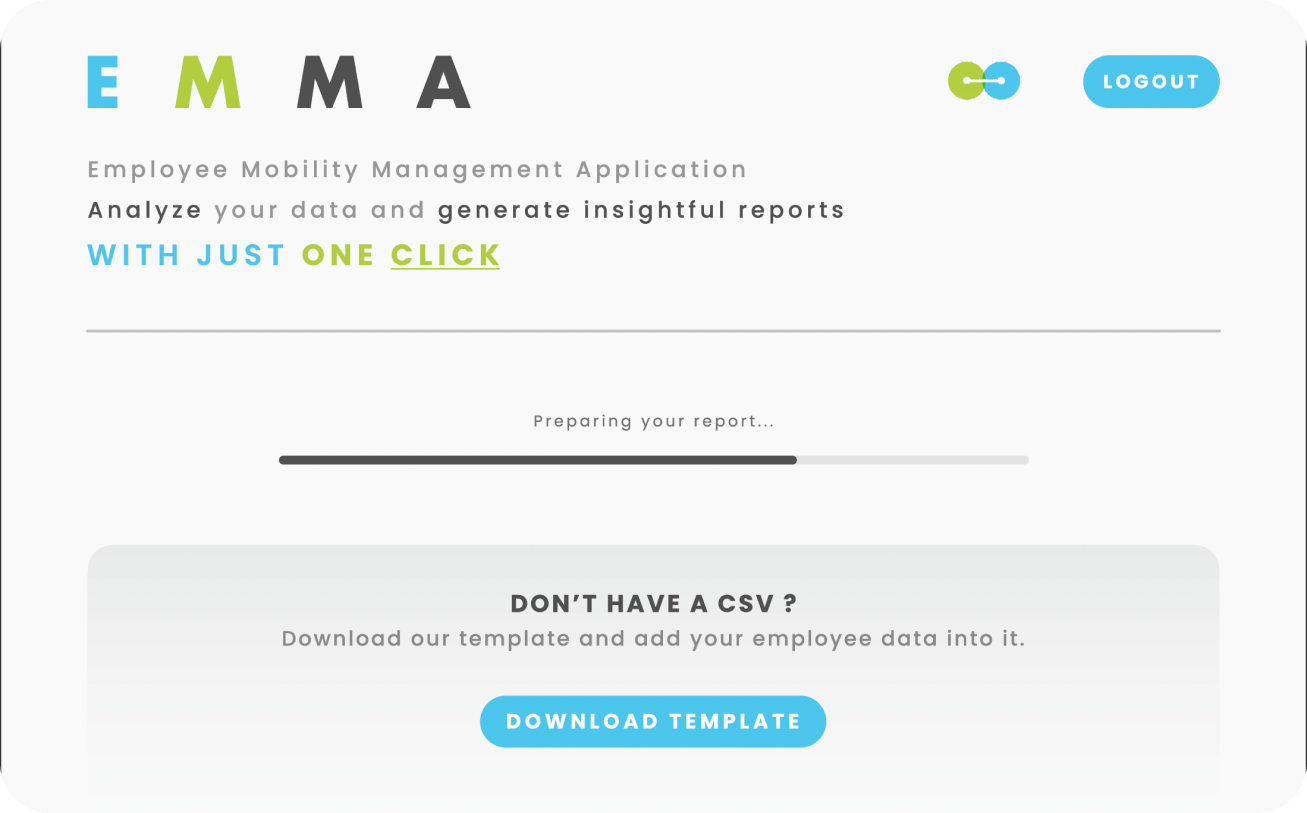 E M M A
LOGOUT
Employee Mobility Management Application
Analyze your data and generate insightful reports
WITH JUST ONE CLICK
Preparing your report...
DON’T HAVE A CSV ?
Download our template and add your employee data into it.
DOWNLOAD TEMPLATE